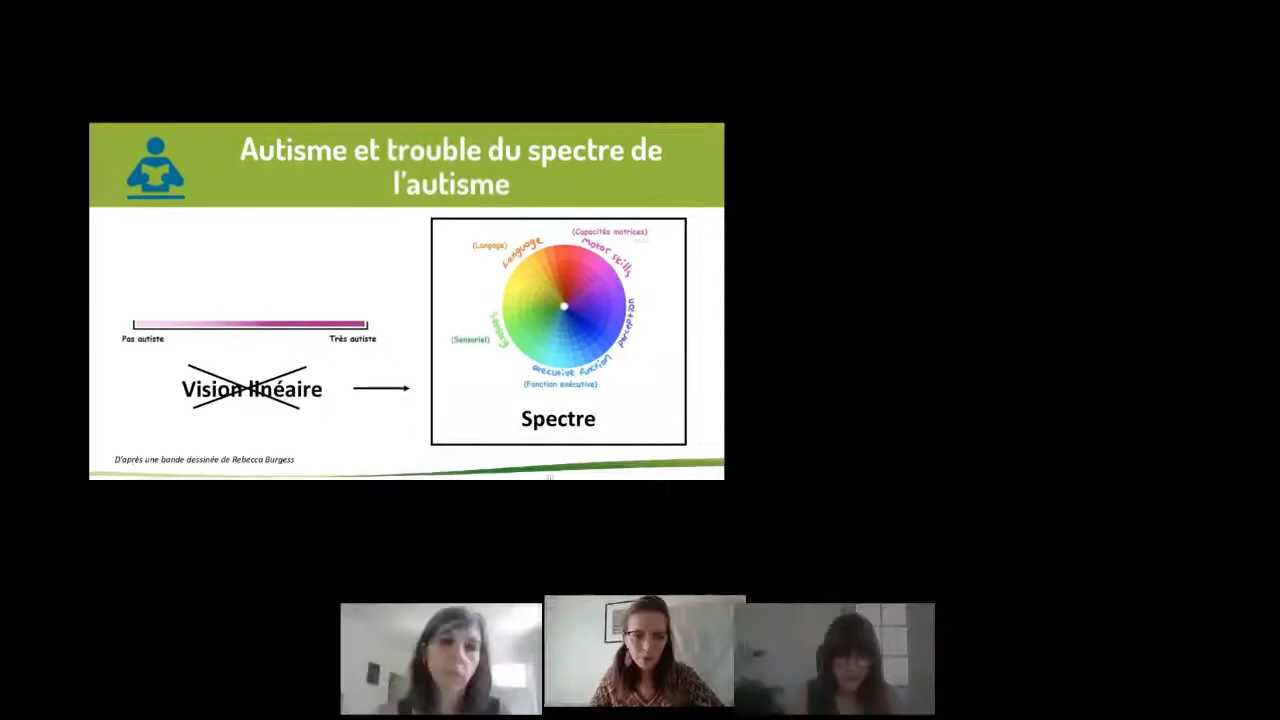 Autisme et trouble du spectre de
l'autisme
Pas autiste
Très autiste
Vision linéaire
(Langage)
Language
(Capacités motrices)
Motor skills
perception
(Sensoriel)
executive function
(Fonction exécutive)
Spectre
D'après une bande dessinée de Rebecca Burgess